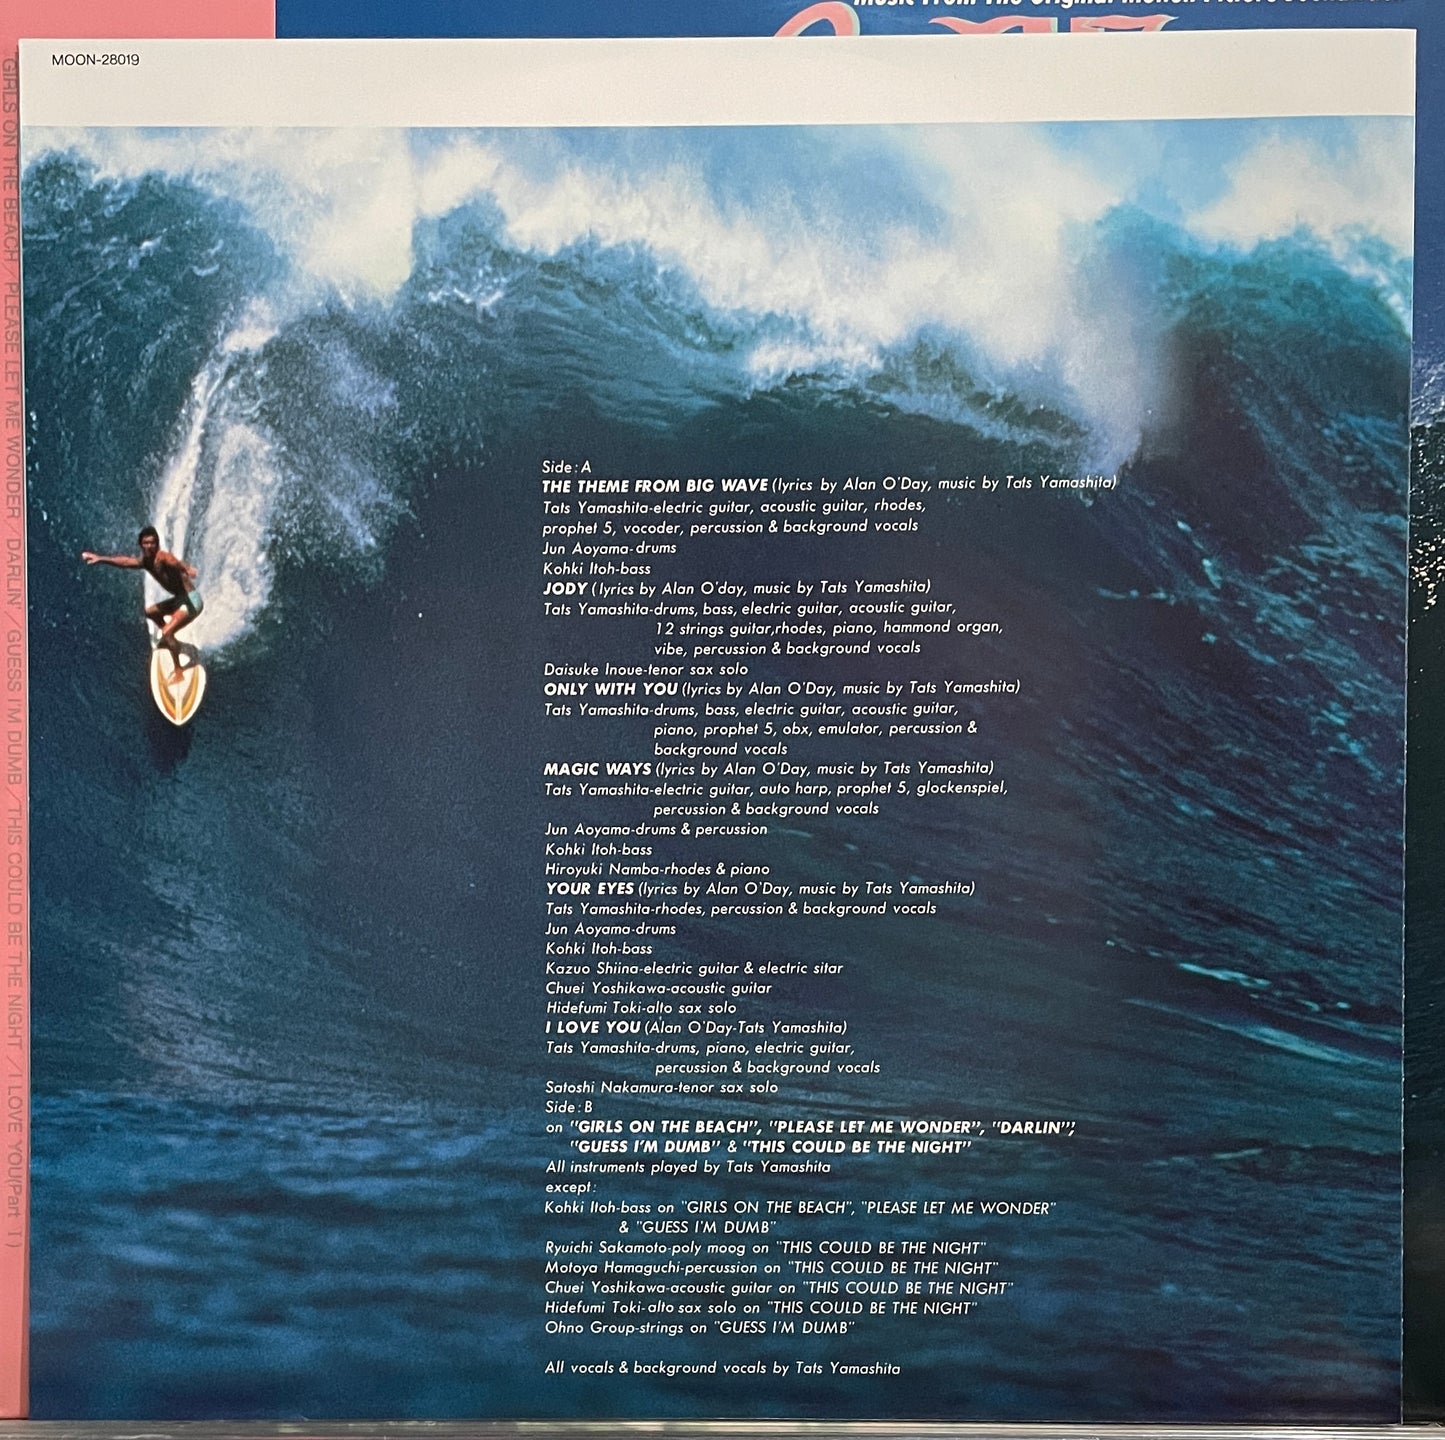 Music From The Original Motion Picture
MOON-28019
GIRLS ON THE BEACH/PLEASE LET ME WONDER/DARLIN'/GUESS I'M DUMB/THIS COULD BE THE NIGHT/I LOVE YOU(Part I)
Side:A
THE THEME FROM BIG WAVE (lyrics by Alan O'Day, music by Tats Yamashita)
Tats Yamashita-electric guitar, acoustic guitar, rhodes,
prophet 5, vocoder, percussion & background vocals
Jun Aoyama-drums
Kohki Itoh-bass
JODY (lyrics by Alan O'day, music by Tats Yamashita)
Tats Yamashita-drums, bass, electric guitar, acoustic guitar,
12 strings guitar,rhodes, piano, hammond organ,
vibe, percussion & background vocals
Daisuke Inoue-tenor sax solo
ONLY WITH YOU (lyrics by Alan O'Day, music by Tats Yamashita)
Tats Yamashita-drums, bass, electric guitar, acoustic guitar,
piano, prophet 5, obx, emulator, percussion &
background vocals
MAGIC WAYS (lyrics by Alan O'Day, music by Tats Yamashita)
Tats Yamashita-electric guitar, auto harp, prophet 5, glockenspiel,
percussion & background vocals
Jun Aoyama-drums & percussion
Kohki Itoh-bass
Hiroyuki Namba-rhodes & piano
YOUR EYES (lyrics by Alan O'Day, music by Tats Yamashita)
Tats Yamashita-rhodes, percussion & background vocals
Jun Aoyama-drums
Kohki Itoh-bass
Kazuo Shiina-electric guitar & electric sitar
Chuei Yoshikawa-acoustic guitar
Hidefumi Toki-alto sax solo
I LOVE YOU (Alan O'Day-Tats Yamashita)
Tats Yamashita-drums, piano, electric guitar,
percussion & background vocals
Satoshi Nakamura-tenor sax solo
Side:B
on "GIRLS ON THE BEACH", "PLEASE LET ME WONDER", "DARLIN'",
"GUESS I'M DUMB" & "THIS COULD BE THE NIGHT"
All instruments played by Tats Yamashita
except:
Kohki Itoh-bass on "GIRLS ON THE BEACH", "PLEASE LET ME WONDER"
& "GUESS I'M DUMB"
Ryuichi Sakamoto-poly moog on "THIS COULD BE THE NIGHT"
Motoya Hamaguchi-percussion on "THIS COULD BE THE NIGHT"
Chuei Yoshikawa-acoustic guitar on "THIS COULD BE THE NIGHT"
Hidefumi Toki-alto sax solo on "THIS COULD BE THE NIGHT"
Ohno Group-strings on "GUESS I'M DUMB"
All vocals & background vocals by Tats Yamashita